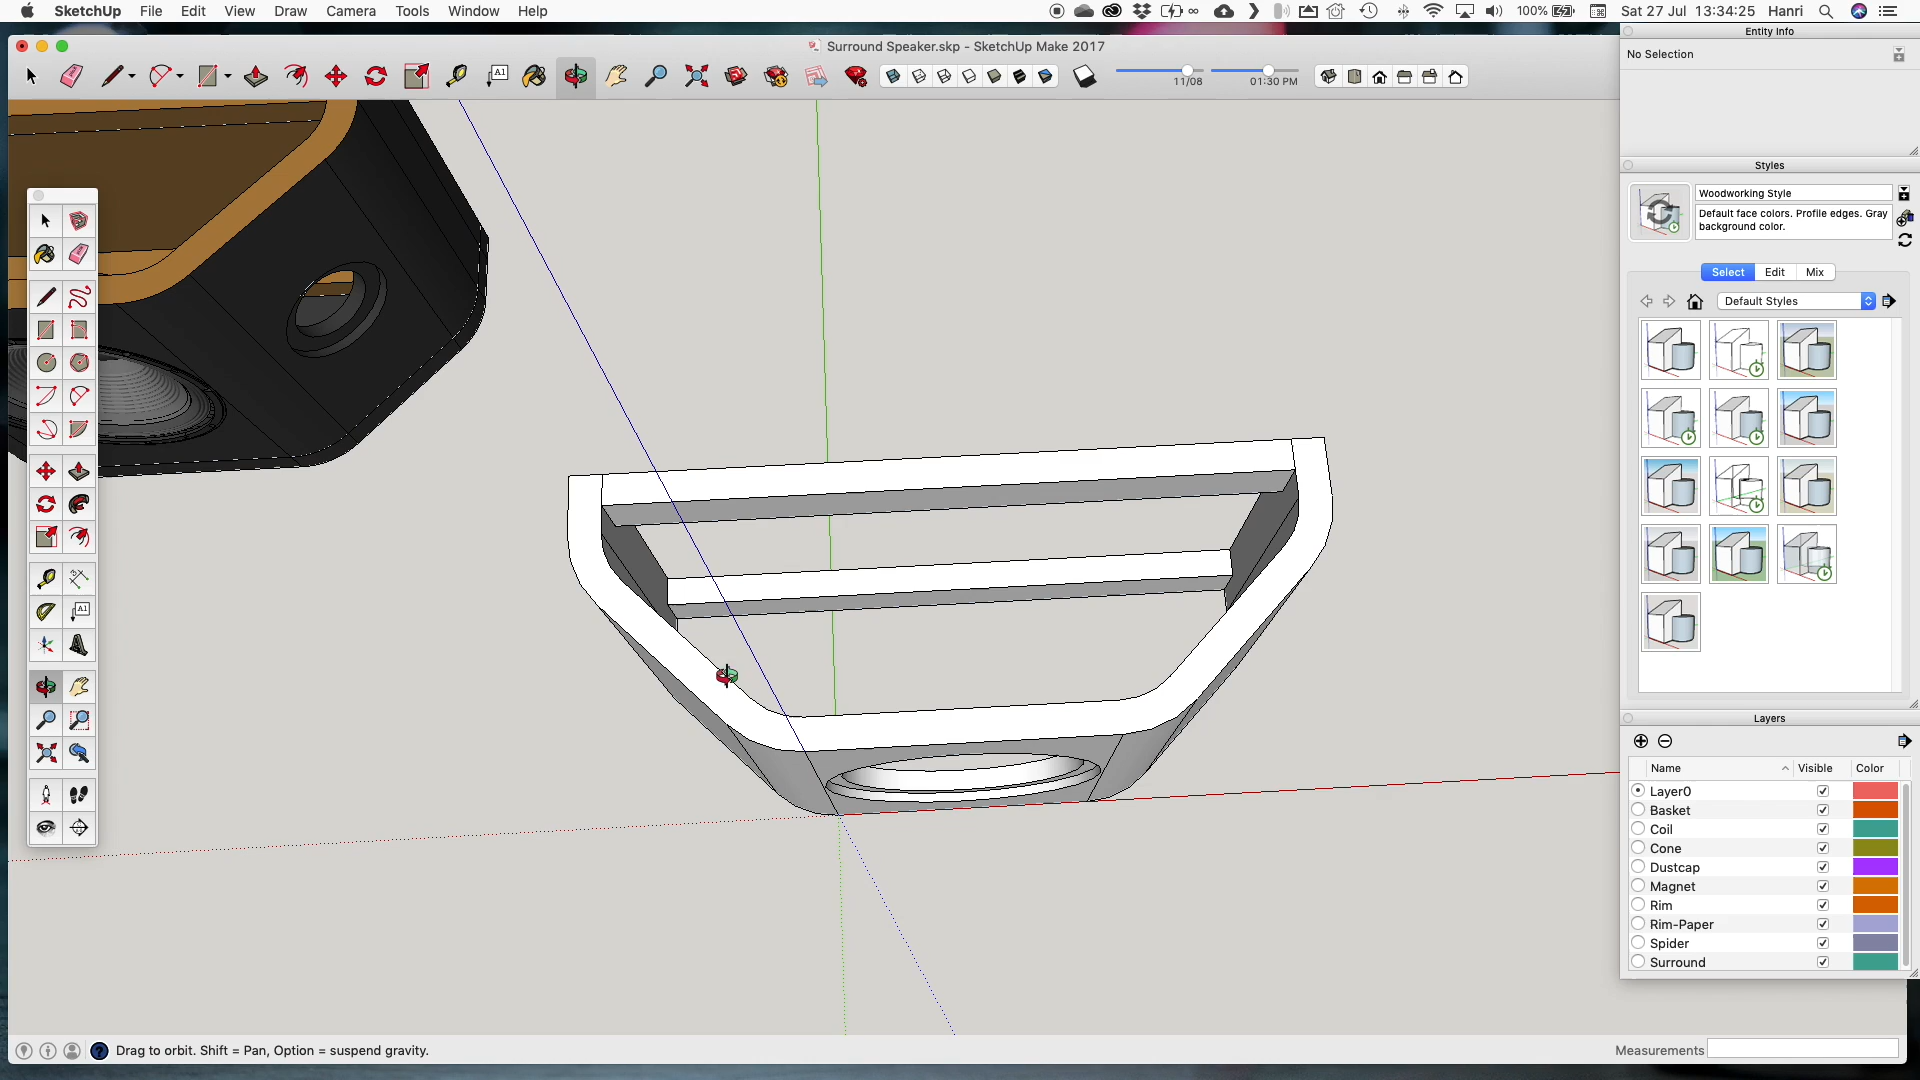 SketchUp File Edit View Draw Camera Tools Window Help
100% Sat 27 Jul 13:34:25 Hanri
Surround Speaker.skp - SketchUp Make 2017
A1
11/08
01:30 PM
Entity Info
No Selection
Styles
Woodworking Style
Default face colors. Profile edges. Gray
background color.
Select Edit Mix
Default Styles
A1
Layers
Name Visible Color
Layer0
Basket
Coil
Cone
Dustcap
Magnet
Rim
Rim-Paper
Spider
Surround
Drag to orbit. Shift = Pan, Option = suspend gravity.
Measurements